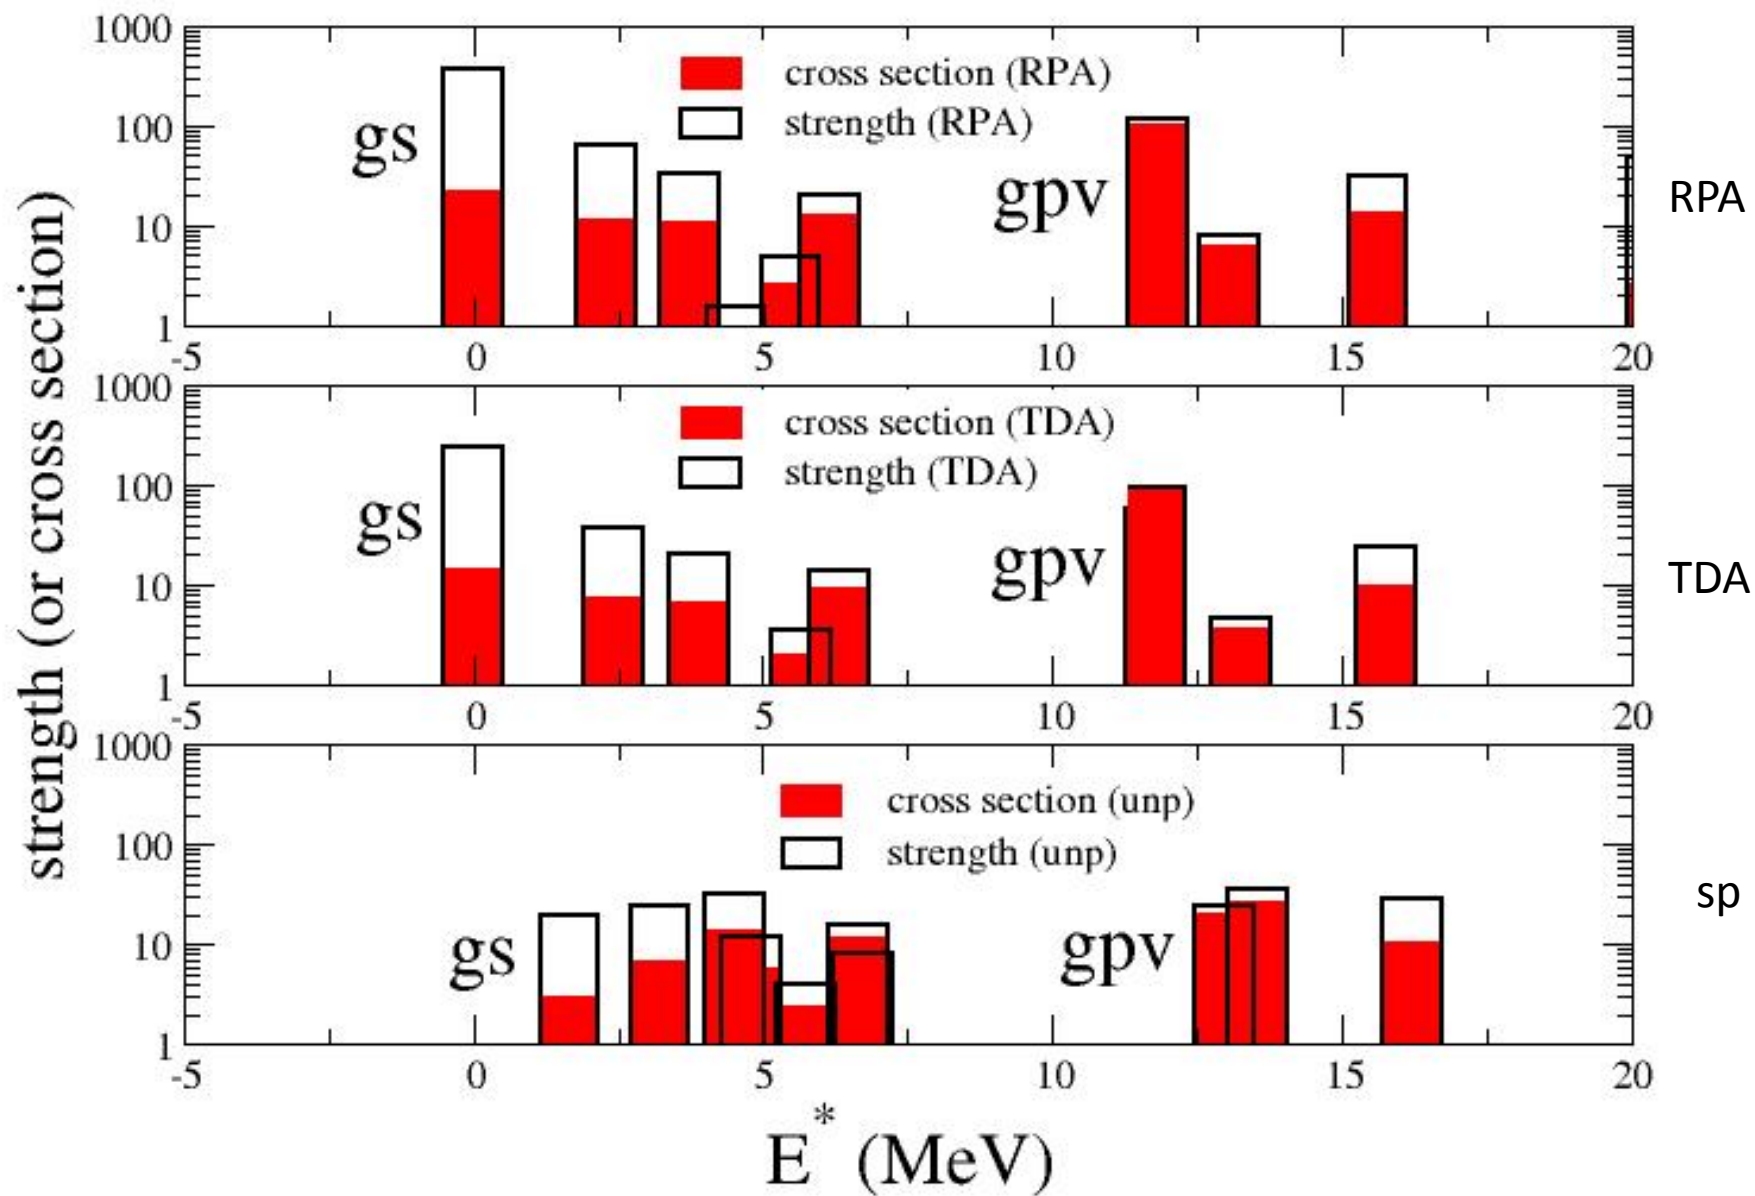 strength (or cross section)
1000
100
10
1
cross section (RPA)
strength (RPA)
gs
gpv
RPA
-5 0 5 10 15 20
1000
100
10
1
cross section (TDA)
strength (TDA)
gs
gpv
TDA
-5 0 5 10 15 20
1000
100
10
1
cross section (unp)
strength (unp)
gs
gpv
sp
-5 0 5 10 15 20
E* (MeV)